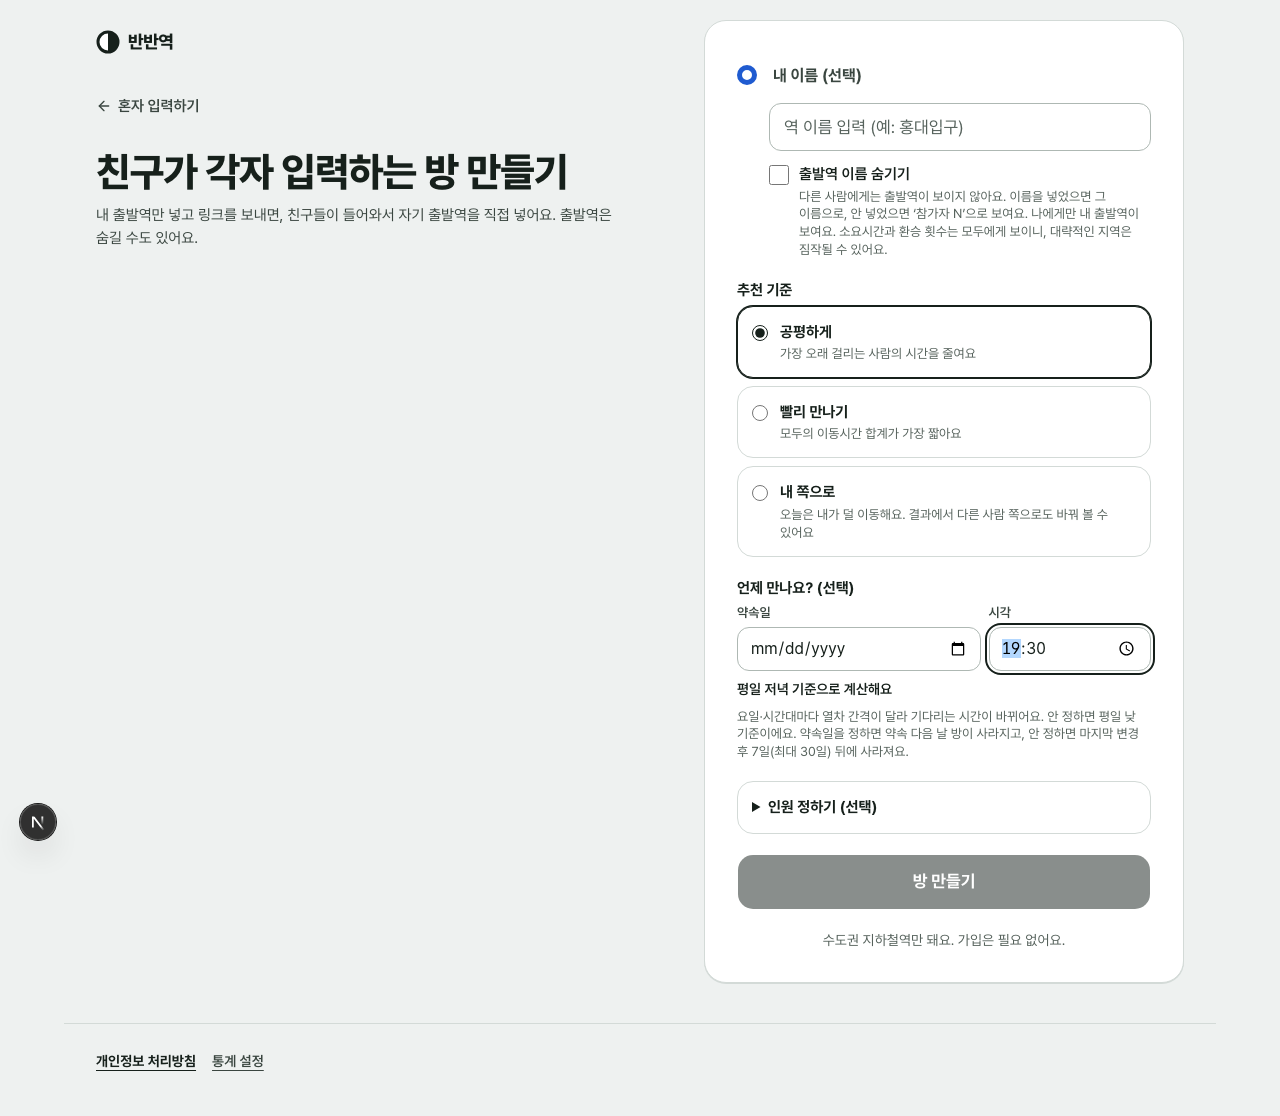 반반역
혼자 입력하기
친구가 각자 입력하는 방 만들기
내 출발역만 넣고 링크를 보내면, 친구들이 들어와서 자기 출발역을 직접 넣어요. 출발역은
숨길 수도 있어요.
내 이름 (선택)
역 이름 입력 (예: 홍대입구)
출발역 이름 숨기기
다른 사람에게는 출발역이 보이지 않아요. 이름을 넣었으면 그
이름으로, 안 넣었으면 ‘참가자 N’으로 보여요. 나에게만 내 출발역이
보여요. 소요시간과 환승 횟수는 모두에게 보이니, 대략적인 지역은
짐작될 수 있어요.
추천 기준
공평하게
가장 오래 걸리는 사람의 시간을 줄여요
빨리 만나기
모두의 이동시간 합계가 가장 짧아요
내 쪽으로
오늘은 내가 덜 이동해요. 결과에서 다른 사람 쪽으로도 바꿔 볼 수
있어요
언제 만나요? (선택)
약속일 시각
mm/dd/yyyy 19:30
평일 저녁 기준으로 계산해요
요일·시간대마다 열차 간격이 달라 기다리는 시간이 바뀌어요. 안 정하면 평일 낮
기준이에요. 약속일을 정하면 약속 다음 날 방이 사라지고, 안 정하면 마지막 변경
후 7일(최대 30일) 뒤에 사라져요.
인원 정하기 (선택)
N
방 만들기
수도권 지하철역만 돼요. 가입은 필요 없어요.
개인정보 처리방침 통계 설정